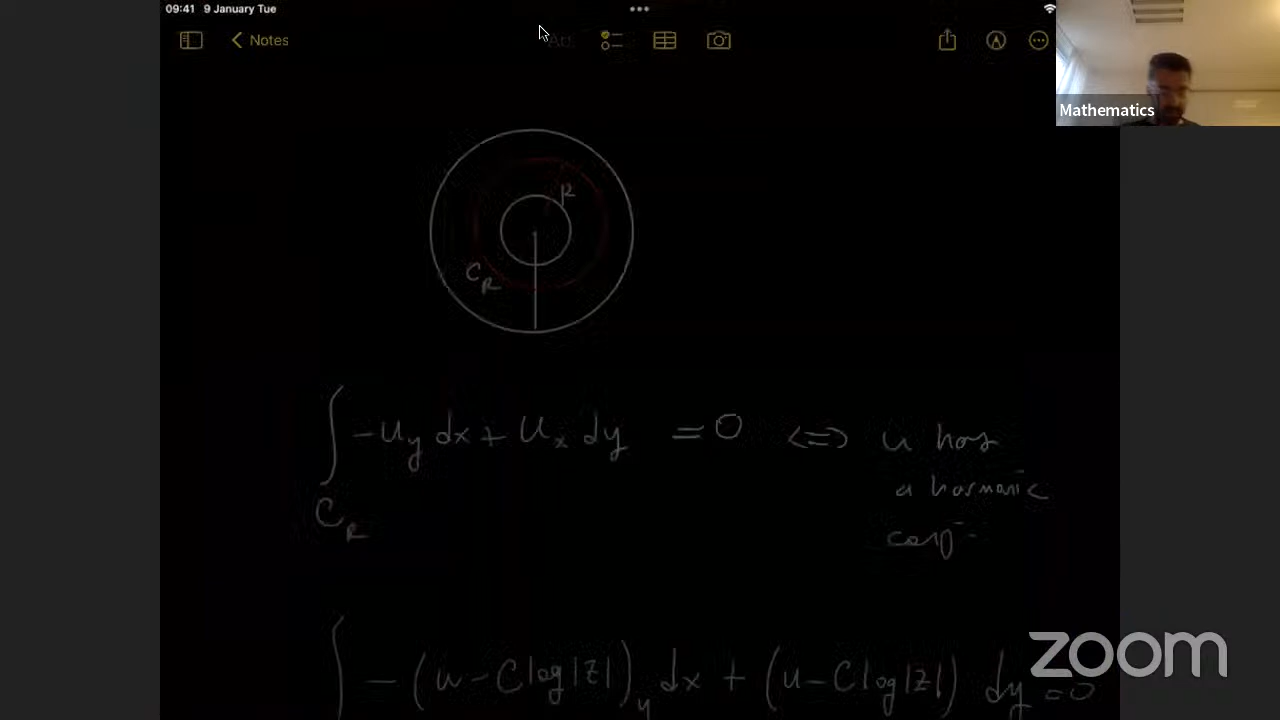 09:41 9 January Tue
Notes
Mathematics
R
C_R
∫_{C_R} -u_y dx + u_x dy = 0 <=> u has
a harmonic
conj.
∫ -(u - C log|z|)_y dx + (u - C log|z|) dy = 0
zoom